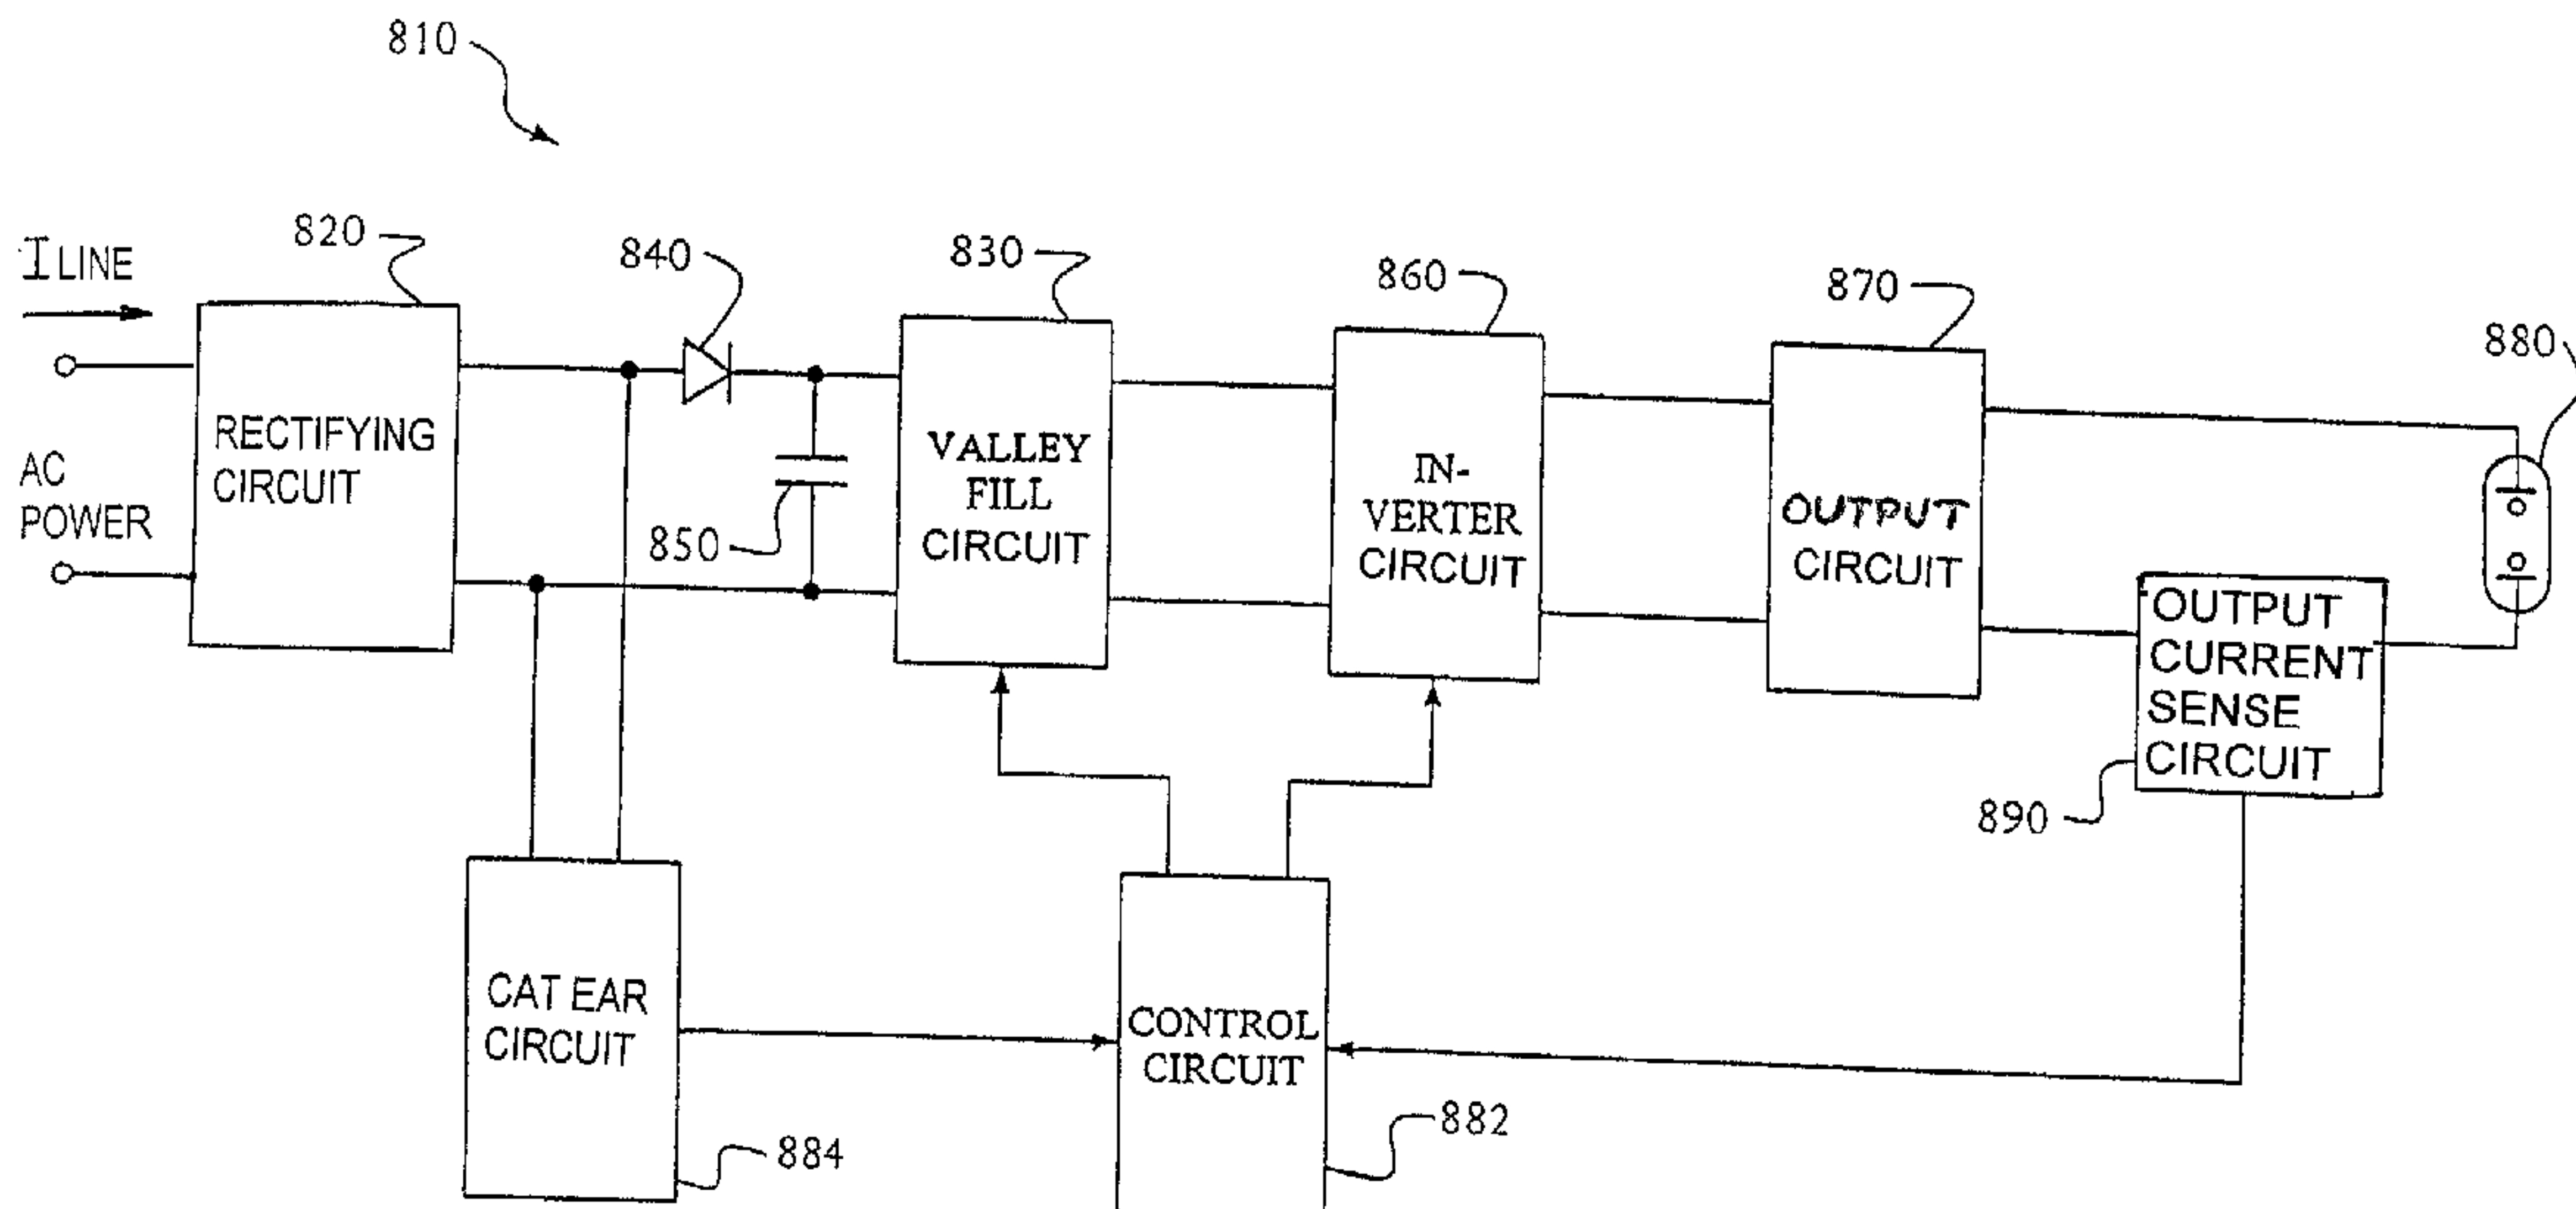 810
I LINE
820
840
830
860
870
880
AC
POWER
RECTIFYING
CIRCUIT
850
VALLEY
FILL
CIRCUIT
IN-
VERTER
CIRCUIT
OUTPUT
CIRCUIT
OUTPUT
CURRENT
SENSE
CIRCUIT
890
CAT EAR
CIRCUIT
884
CONTROL
CIRCUIT
882